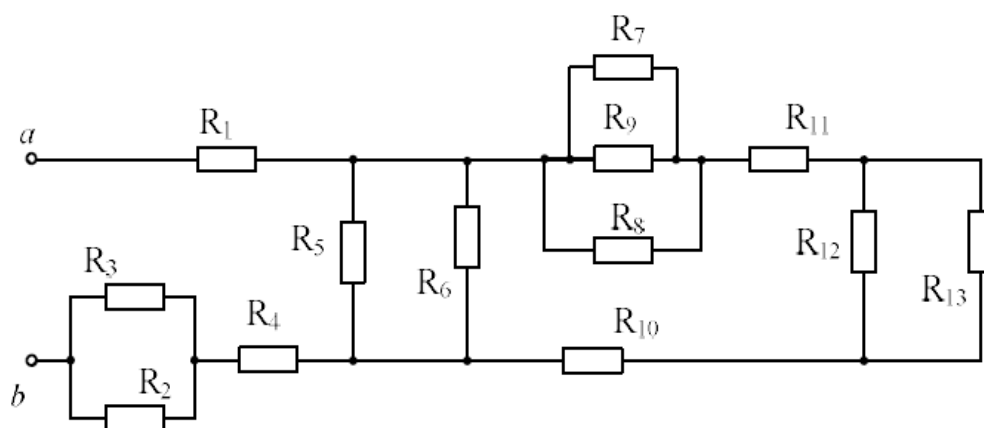 R₇
R₁
R₉
R₁₁
a
R₈
R₅
R₁₂
R₃
R₆
R₁₃
R₄
R₁₀
R₂
b